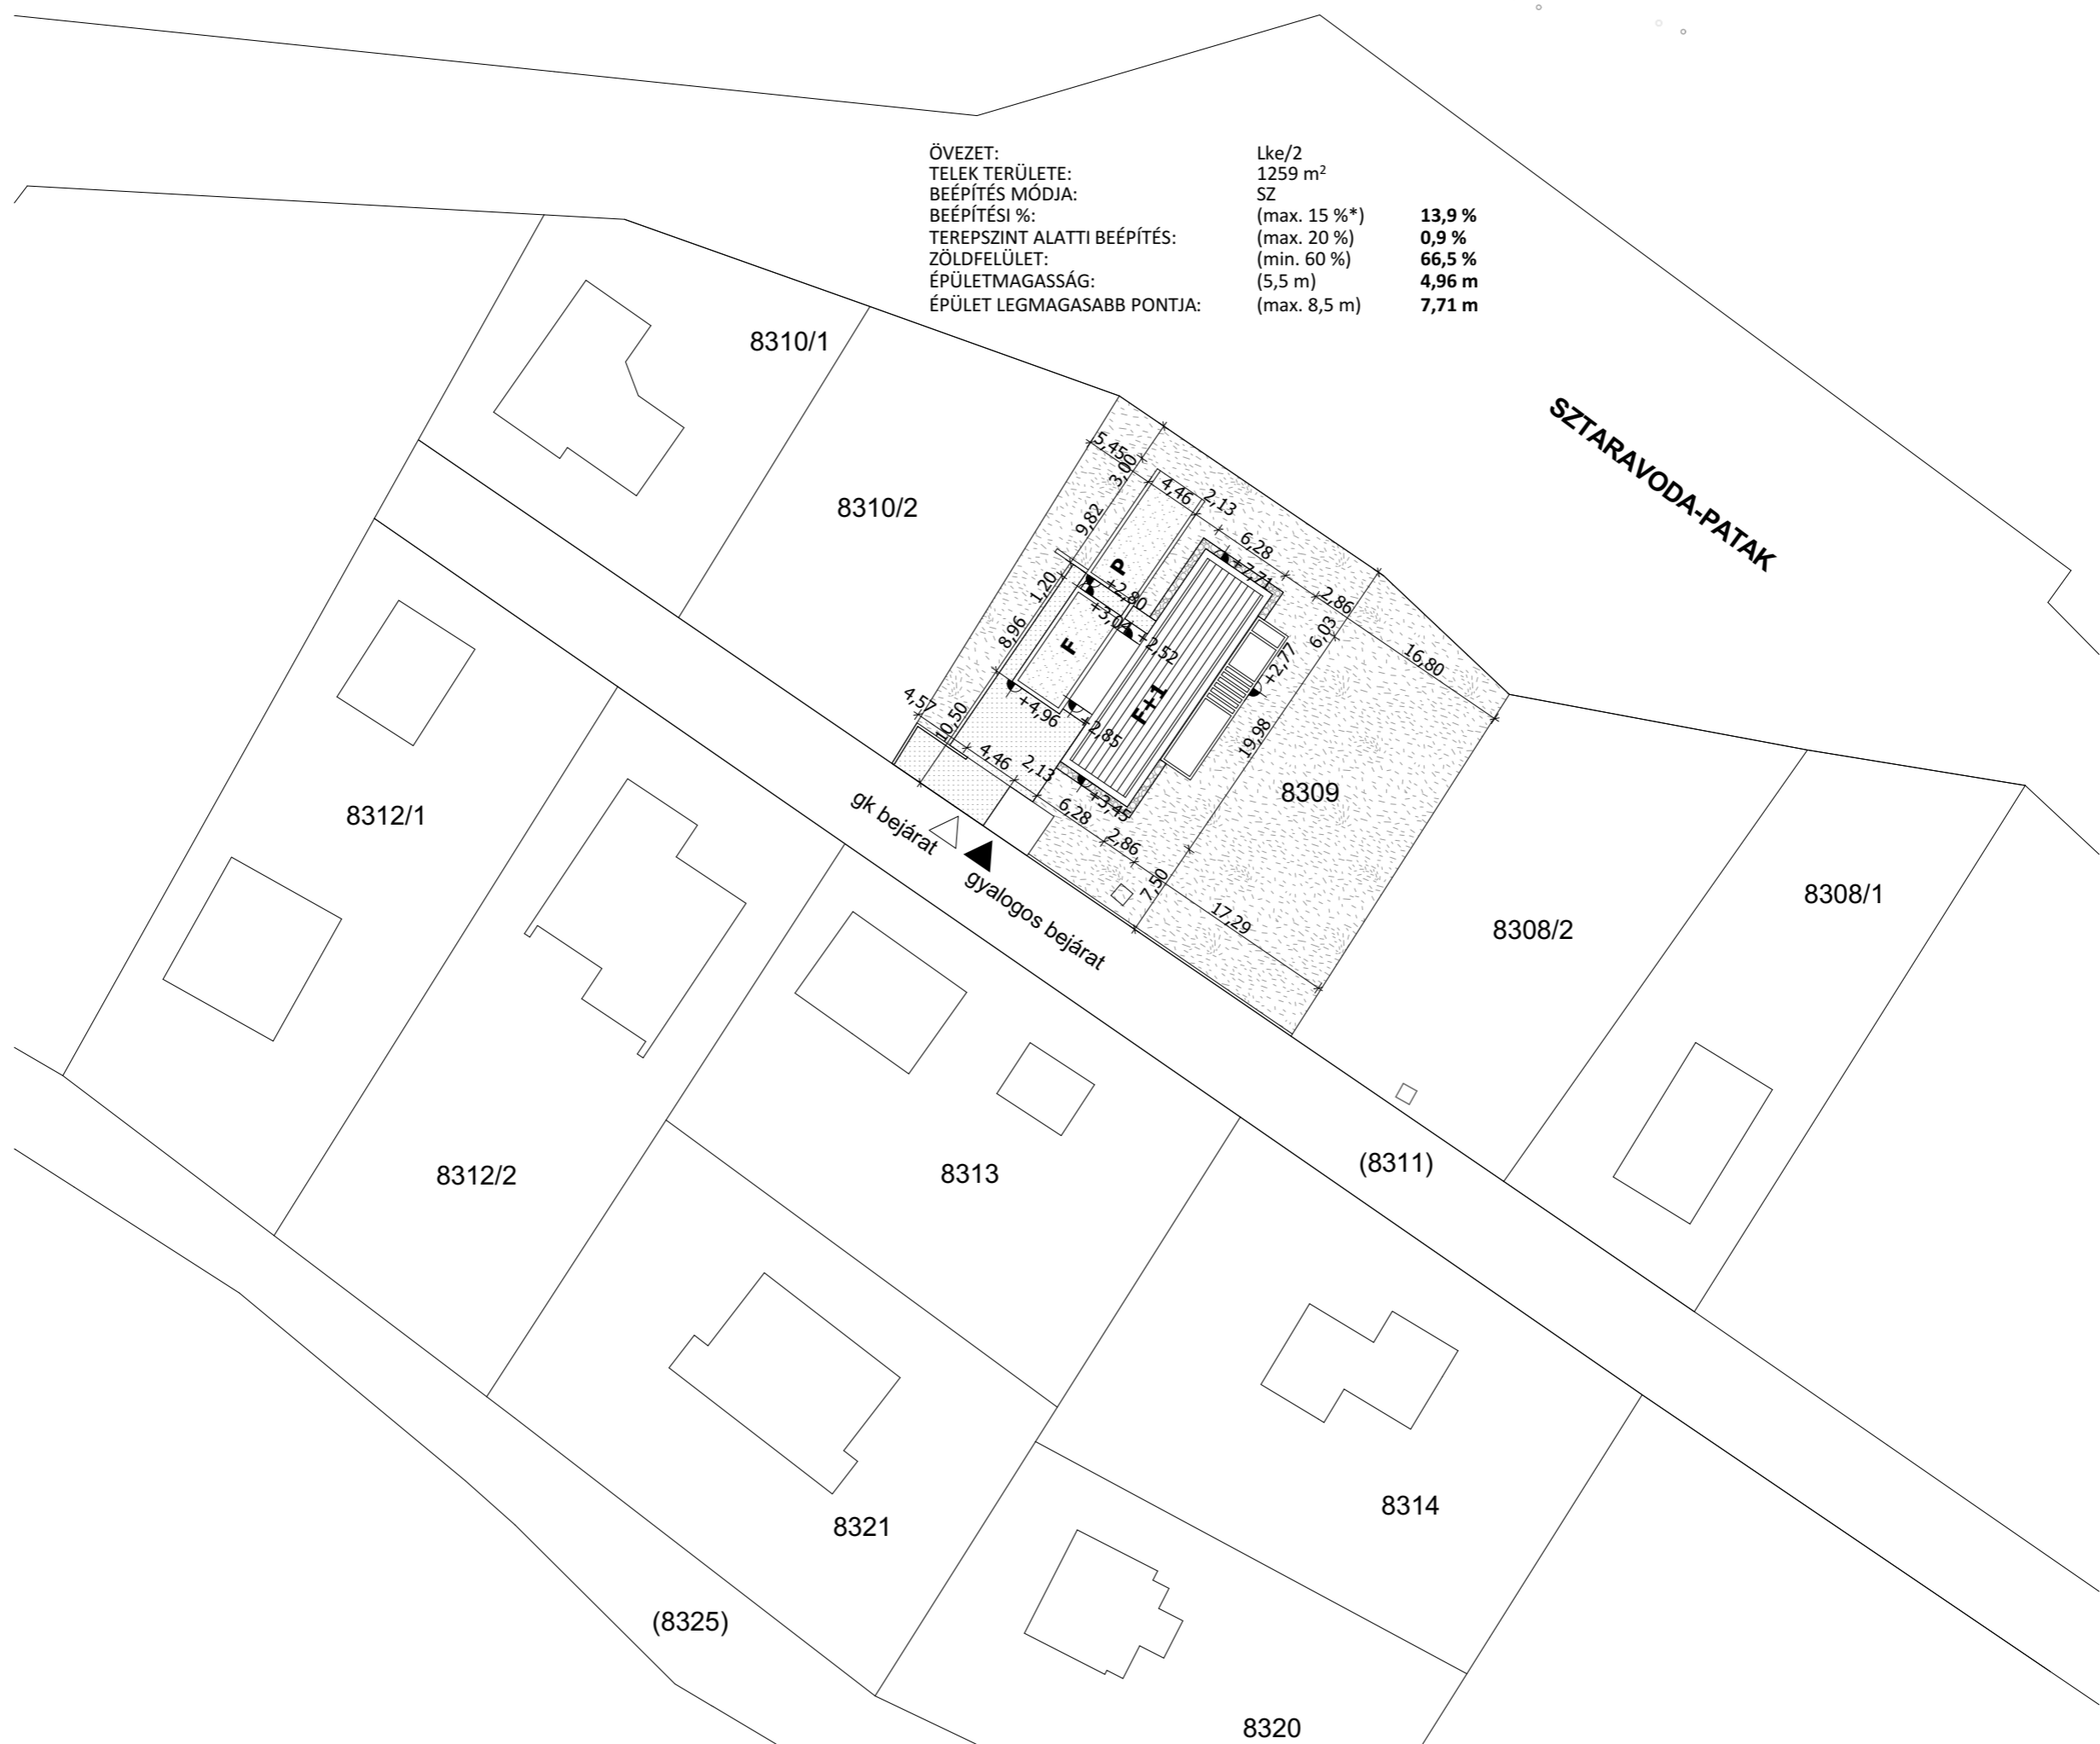 ÖVEZET: Lke/2
TELEK TERÜLETE: 1259 m²
BEÉPÍTÉS MÓDJA: SZ
BEÉPÍTÉSI %: (max. 15 %*) 13,9 %
TEREPSZINT ALATTI BEÉPÍTÉS: (max. 20 %) 0,9 %
ZÖLDFELÜLET: (min. 60 %) 66,5 %
ÉPÜLETMAGASSÁG: (5,5 m) 4,96 m
ÉPÜLET LEGMAGASABB PONTJA: (max. 8,5 m) 7,71 m
8310/1
SZTARAVODA-PATAK
8310/2
5,45
3,00
4,46
2,13
9,82
6,28
+7,71
P
+2,80
1,20
2,86
+3,04
8,96
F
+2,52
6,03
16,80
+2,77
F+1
4,57
10,50
+4,96
+2,85
19,98
4,46
2,13
8309
+3,45
6,28
2,86
7,50
17,29
gk bejárat
gyalogos bejárat
8312/1
8308/1
8308/2
8312/2
8313
(8311)
8314
8321
(8325)
8320